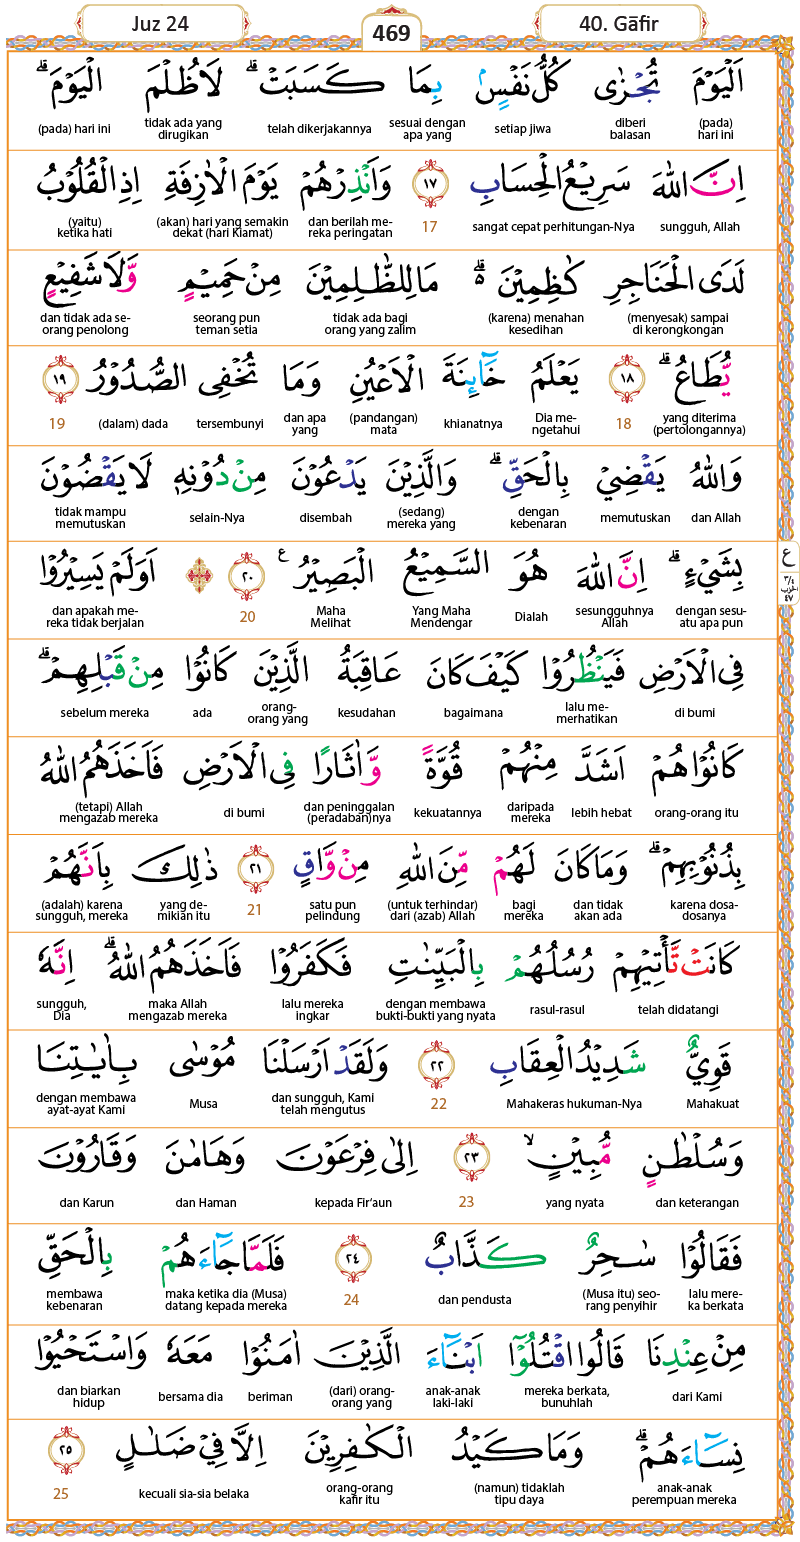 Juz 24
469
40. Gāfir
اَلْيَوْمَ تُجْزٰى كُلُّ نَفْسٍۢ بِمَا كَسَبَتْ ۗ لَا ظُلْمَ الْيَوْمَ ۗ
(pada) hari ini diberi balasan setiap jiwa sesuai dengan apa yang telah dikerjakannya tidak ada yang dirugikan (pada) hari ini
اِنَّ اللّٰهَ سَرِيْعُ الْحِسَابِ ١٧ وَاَنْذِرْهُمْ يَوْمَ الْاٰزِفَةِ اِذِ الْقُلُوْبُ
sungguh, Allah sangat cepat perhitungan-Nya 17 dan berilah mereka peringatan (akan) hari yang semakin dekat (hari Kiamat) (yaitu) ketika hati
لَدَى الْحَنَاجِرِ كٰظِمِيْنَ ەۗ مَا لِلظّٰلِمِيْنَ مِنْ حَمِيْمٍ وَّلَا شَفِيْعٍ
(menyesak) sampai di kerongkongan (karena) menahan kesedihan tidak ada bagi orang yang zalim seorang pun teman setia dan tidak ada seorang penolong
يُّطَاعُ ۗ ١٨ يَعْلَمُ خَاۤىِٕنَةَ الْاَعْيُنِ وَمَا تُخْفِى الصُّدُوْرُ ١٩
yang diterima (pertolongannya) 18 Dia mengetahui khianatnya (pandangan) mata dan apa yang tersembunyi (dalam) dada 19
وَاللّٰهُ يَقْضِيْ بِالْحَقِّ ۗ وَالَّذِيْنَ يَدْعُوْنَ مِنْ دُوْنِهٖ لَا يَقْضُوْنَ
dan Allah memutuskan dengan kebenaran (sedang) mereka yang disembah selain-Nya tidak mampu memutuskan
بِشَيْءٍ ۗ اِنَّ اللّٰهَ هُوَ السَّمِيْعُ الْبَصِيْرُ ࣖ ٢٠ ۞ اَوَلَمْ يَسِيْرُوْا
dengan sesuatu apa pun sesungguhnya Allah Dialah Yang Maha Mendengar Maha Melihat 20 dan apakah mereka tidak berjalan
ع
٣/٤
الحزب
٤٧
فِى الْاَرْضِ فَيَنْظُرُوْا كَيْفَ كَانَ عَاقِبَةُ الَّذِيْنَ كَانُوْا مِنْ قَبْلِهِمْ ۗ
di bumi lalu memerhatikan bagaimana kesudahan orang-orang yang ada sebelum mereka
كَانُوْا هُمْ اَشَدَّ مِنْهُمْ قُوَّةً وَّاٰثَارًا فِى الْاَرْضِ فَاَخَذَهُمُ اللّٰهُ
orang-orang itu lebih hebat daripada mereka kekuatannya dan peninggalan (peradaban)nya di bumi (tetapi) Allah mengazab mereka
بِذُنُوْبِهِمْ ۗ وَمَا كَانَ لَهُمْ مِّنَ اللّٰهِ مِنْ وَّاقٍ ٢١ ذٰلِكَ بِاَنَّهُمْ
karena dosa-dosanya dan tidak akan ada bagi mereka (untuk terhindar) dari (azab) Allah satu pun pelindung 21 yang demikian itu (adalah) karena sungguh, mereka
كَانَتْ تَّأْتِيْهِمْ رُسُلُهُمْ بِالْبَيِّنٰتِ فَكَفَرُوْا فَاَخَذَهُمُ اللّٰهُ ۗ اِنَّهٗ
telah didatangi rasul-rasul dengan membawa bukti-bukti yang nyata lalu mereka ingkar maka Allah mengazab mereka sungguh, Dia
قَوِيٌّ شَدِيْدُ الْعِقَابِ ٢٢ وَلَقَدْ اَرْسَلْنَا مُوْسٰى بِاٰيٰتِنَا
Mahakuat Mahakeras hukuman-Nya 22 dan sungguh, Kami telah mengutus Musa dengan membawa ayat-ayat Kami
وَسُلْطٰنٍ مُّبِيْنٍ ۙ ٢٣ اِلٰى فِرْعَوْنَ وَهَامٰنَ وَقَارُوْنَ
dan keterangan yang nyata 23 kepada Fir'aun dan Haman dan Karun
فَقَالُوْا سٰحِرٌ كَذَّابٌ ٢٤ فَلَمَّا جَاۤءَهُمْ بِالْحَقِّ
lalu mereka berkata (Musa itu) seorang penyihir dan pendusta 24 maka ketika dia (Musa) datang kepada mereka membawa kebenaran
مِنْ عِنْدِنَا قَالُوا اقْتُلُوْٓا اَبْنَاۤءَ الَّذِيْنَ اٰمَنُوْا مَعَهٗ وَاسْتَحْيُوْا
dari Kami mereka berkata, bunuhlah anak-anak laki-laki (dari) orang-orang yang beriman bersama dia dan biarkan hidup
نِسَاۤءَهُمْ ۗ وَمَا كَيْدُ الْكٰفِرِيْنَ اِلَّا فِيْ ضَلٰلٍ ٢٥
anak-anak perempuan mereka (namun) tidaklah tipu daya orang-orang kafir itu kecuali sia-sia belaka 25